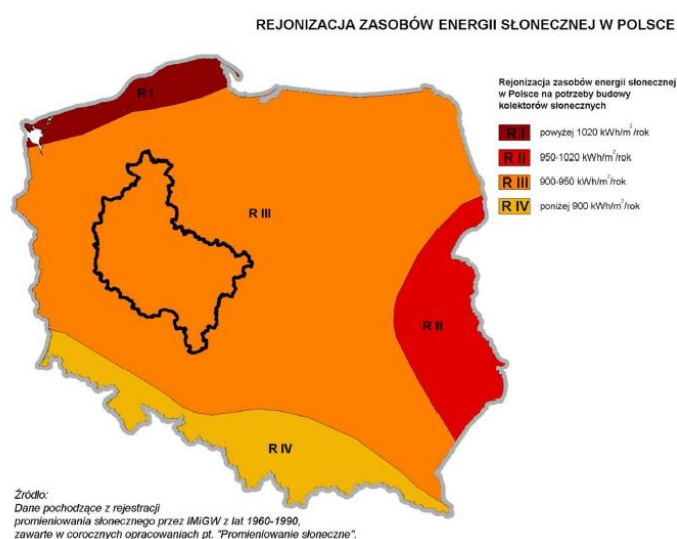 REJONIZACJA ZASOBÓW ENERGII SŁONECZNEJ W POLSCE
Rejonizacja zasobów energii słonecznej
w Polsce na potrzeby budowy
kolektorów słonecznych
R I powyżej 1020 kWh/m²/rok
R II 950-1020 kWh/m²/rok
R III 900-950 kWh/m²/rok
R IV poniżej 900 kWh/m²/rok
R I
R III
R II
R IV
Źródło:
Dane pochodzące z rejestracji
promieniowania słonecznego przez IMiGW z lat 1960-1990,
zawarte w corocznych opracowaniach pt. "Promieniowanie słoneczne".